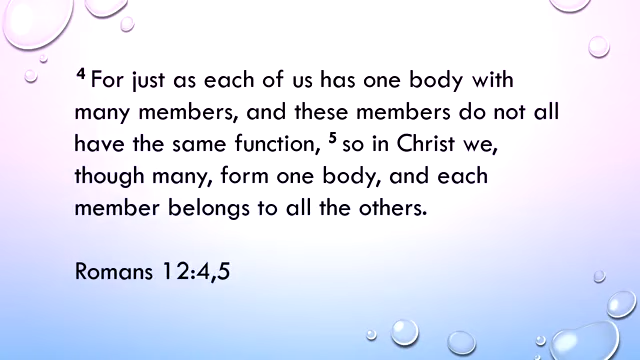 ⁴ For just as each of us has one body with
many members, and these members do not all
have the same function, ⁵ so in Christ we,
though many, form one body, and each
member belongs to all the others.
Romans 12:4,5